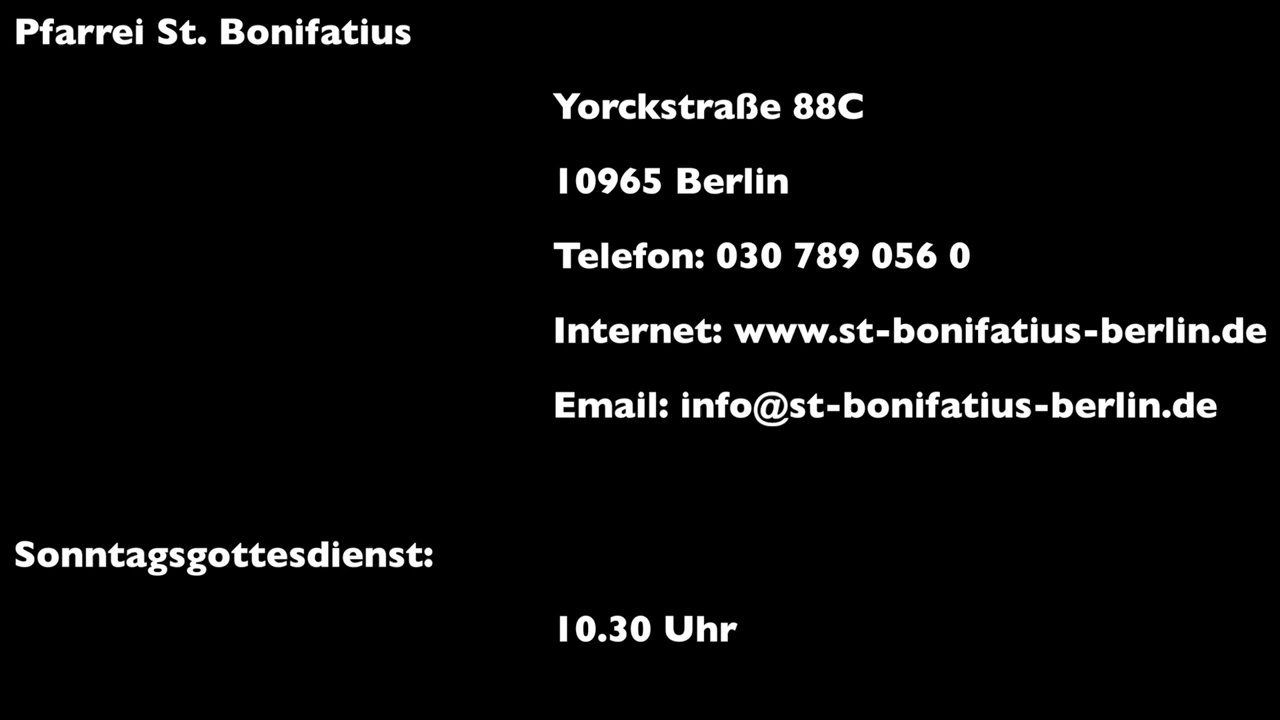 Pfarrei St. Bonifatius
Yorckstraße 88C
10965 Berlin
Telefon: 030 789 056 0
Internet: www.st-bonifatius-berlin.de
Email: info@st-bonifatius-berlin.de
Sonntagsgottesdienst:
10.30 Uhr